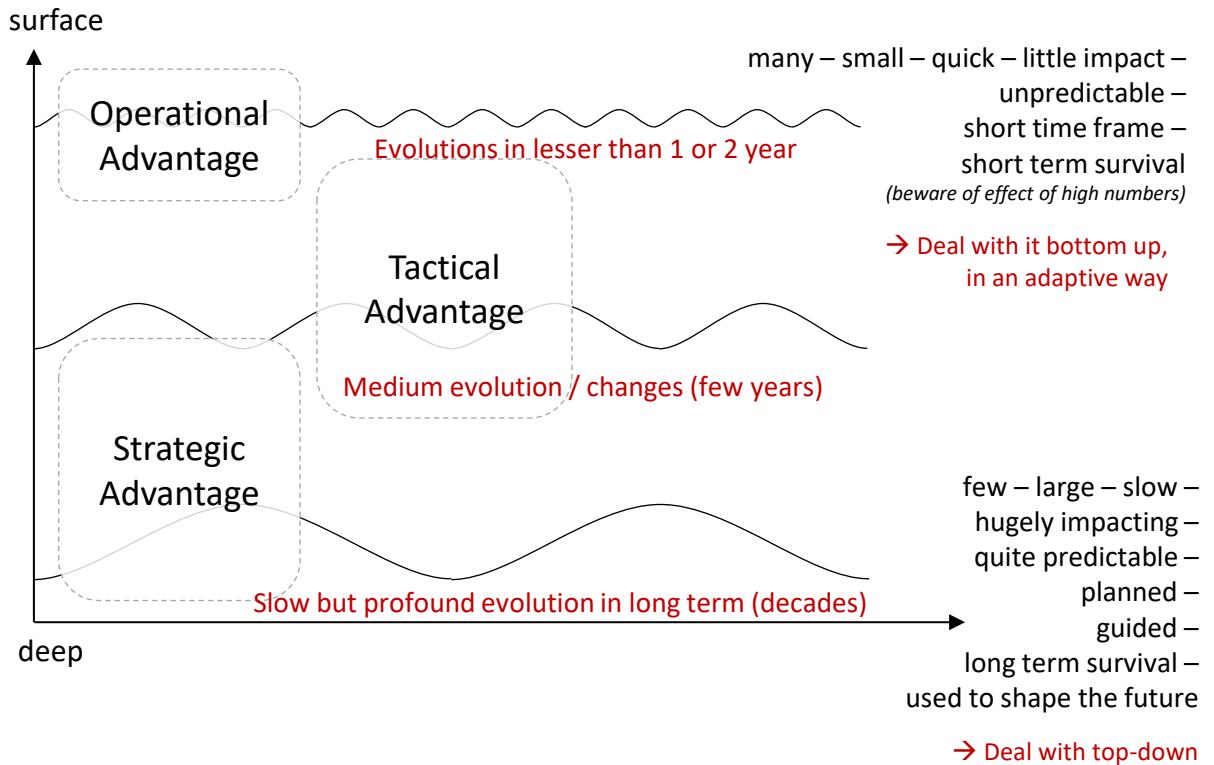 surface
many – small – quick – little impact –
unpredictable –
short time frame –
short term survival
(beware of effect of high numbers)
→ Deal with it bottom up,
in an adaptive way
Operational
Advantage
Evolutions in lesser than 1 or 2 year
Tactical
Advantage
Medium evolution / changes (few years)
Strategic
Advantage
Slow but profound evolution in long term (decades)
deep
few – large – slow –
hugely impacting –
quite predictable –
planned –
guided –
long term survival –
used to shape the future
→ Deal with top-down